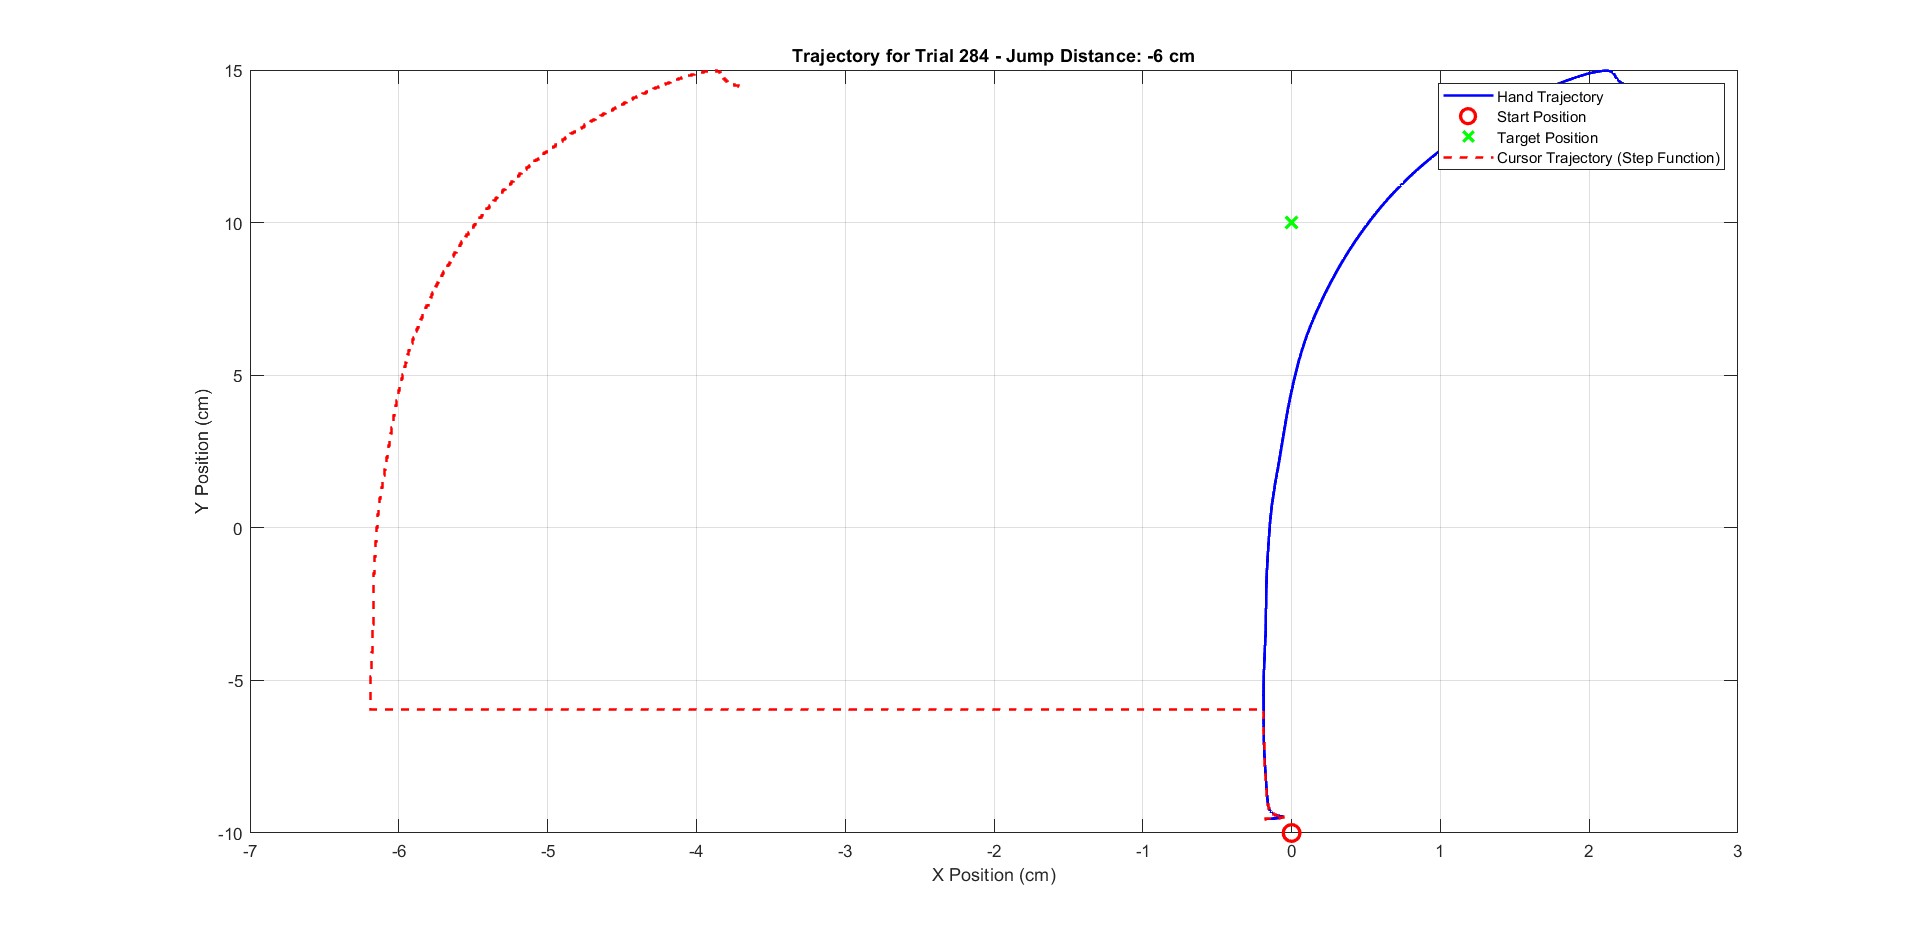 Trajectory for Trial 284 - Jump Distance: -6 cm
Hand Trajectory
Start Position
Target Position
Cursor Trajectory (Step Function)
15
10
5
0
-5
-10
Y Position (cm)
-7 -6 -5 -4 -3 -2 -1 0 1 2 3
X Position (cm)